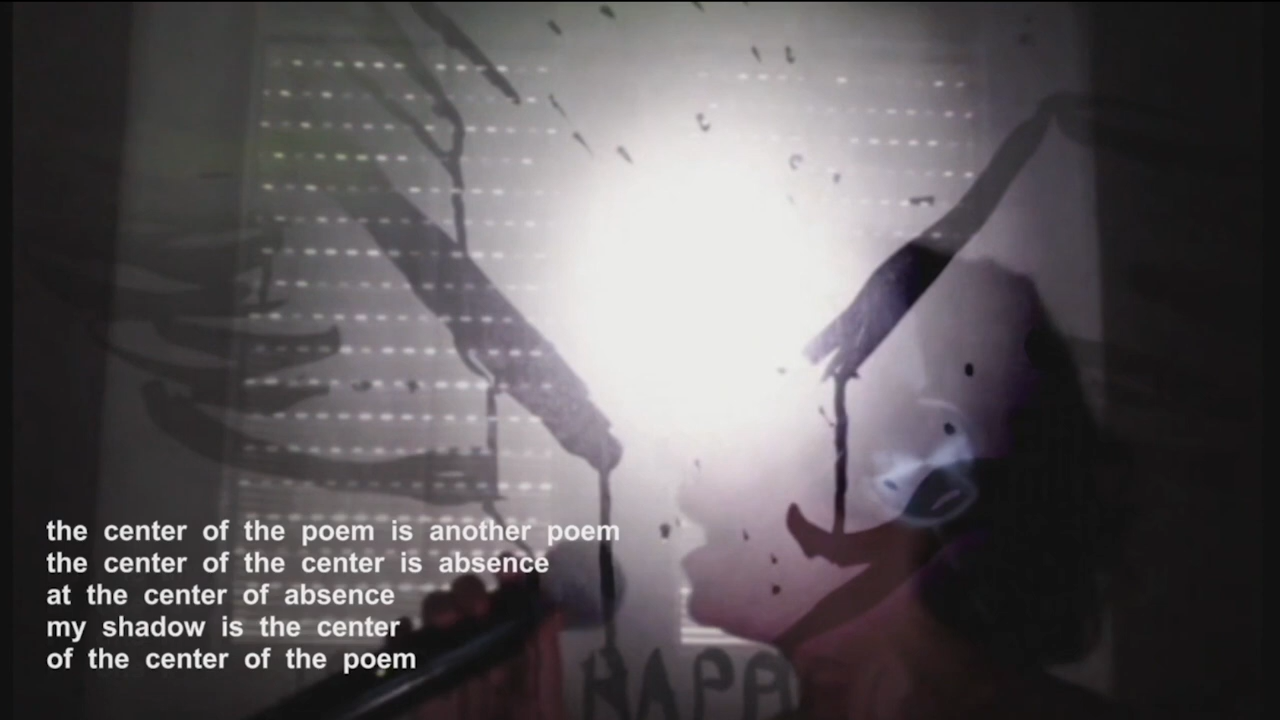 the center of the poem is another poem
the center of the center is absence
at the center of absence
my shadow is the center
of the center of the poem